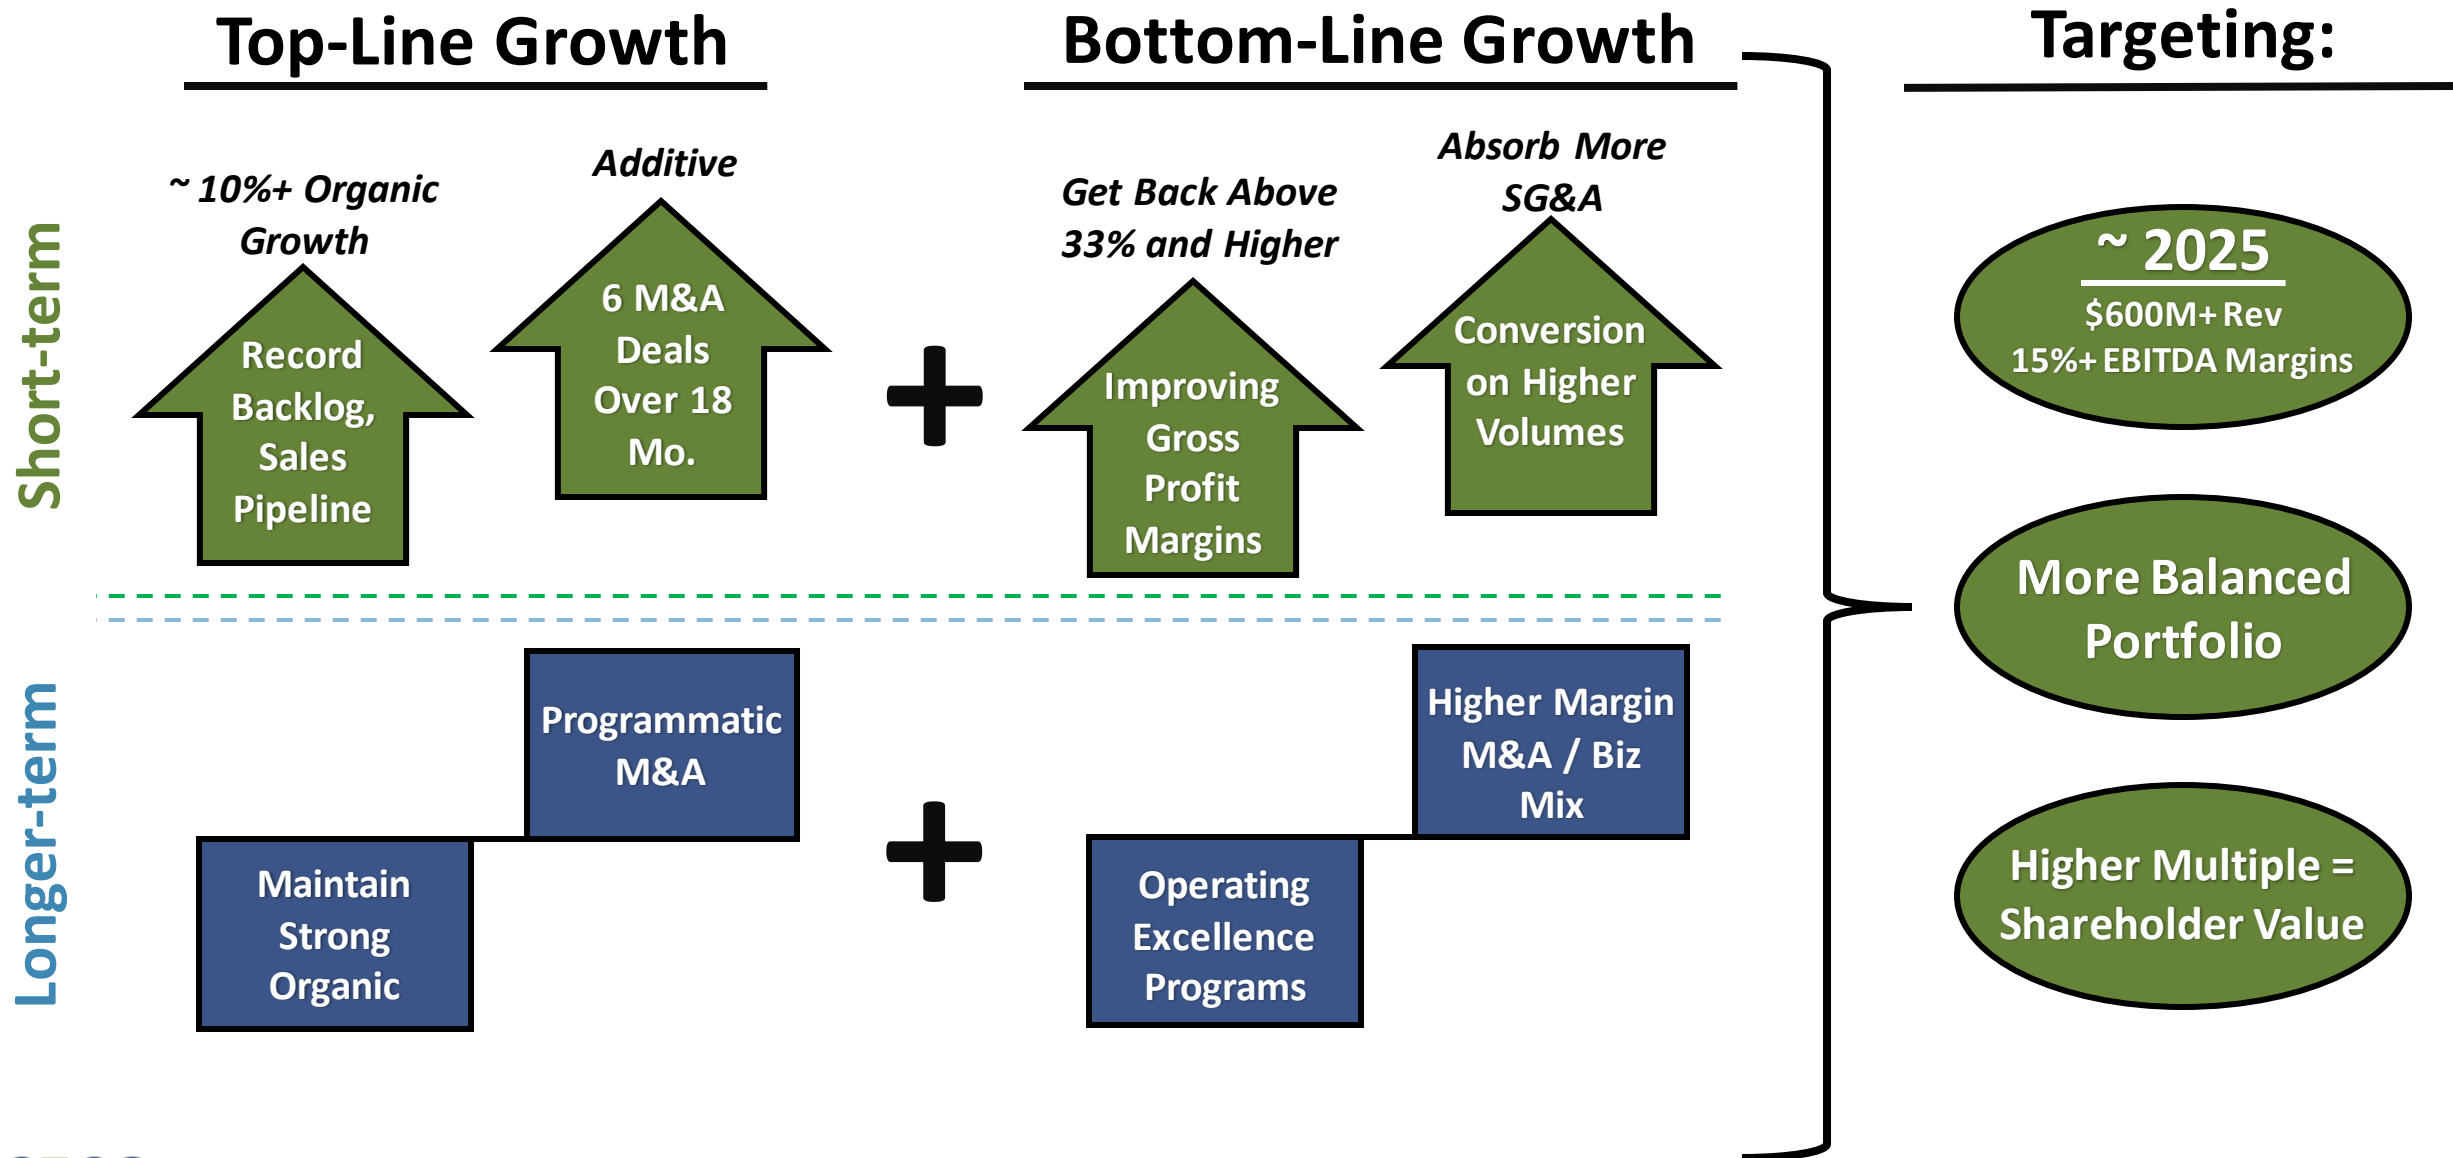 Top-Line Growth
Bottom-Line Growth
Targeting:
Short-term
~ 10%+ Organic
Growth
Record
Backlog,
Sales
Pipeline
Additive
6 M&A
Deals
Over 18
Mo.
Get Back Above
33% and Higher
Improving
Gross
Profit
Margins
Absorb More
SG&A
Conversion
on Higher
Volumes
Longer-term
Maintain
Strong
Organic
Programmatic
M&A
Operating
Excellence
Programs
Higher Margin
M&A / Biz
Mix
~ 2025
$600M+ Rev
15%+ EBITDA Margins
More Balanced
Portfolio
Higher Multiple =
Shareholder Value